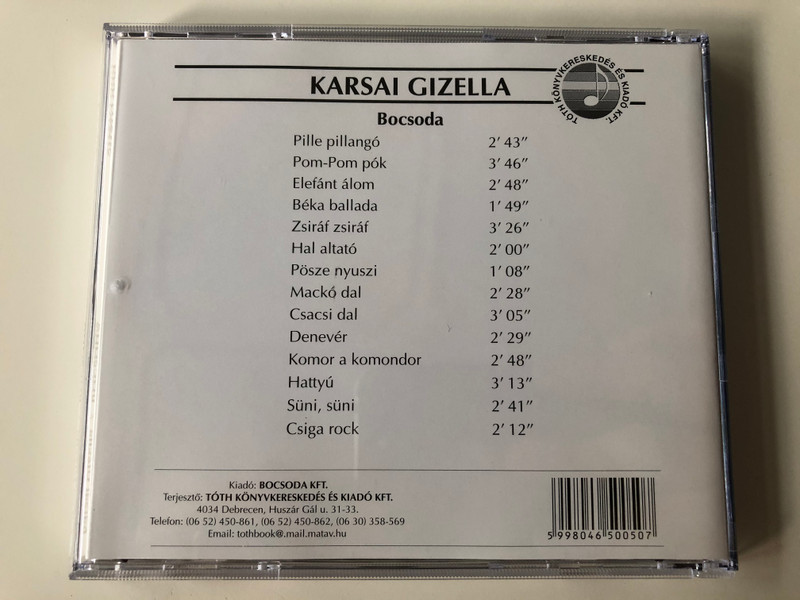 KARSAI GIZELLA
TÓTH KÖNYVKERESKEDÉS ÉS KIADÓ KFT.
Bocsoda
Pille pillangó 2' 43"
Pom-Pom pók 3' 46"
Elefánt álom 2' 48"
Béka ballada 1' 49"
Zsiráf zsiráf 3' 26"
Hal altató 2' 00"
Pösze nyuszi 1' 08"
Mackó dal 2' 28"
Csacsi dal 3' 05"
Denevér 2' 29"
Komor a komondor 2' 48"
Hattyú 3' 13"
Süni, süni 2' 41"
Csiga rock 2' 12"
Kiadó: BOCSODA KFT.
Terjesztő: TÓTH KÖNYVKERESKEDÉS ÉS KIADÓ KFT.
4034 Debrecen, Huszár Gál u. 31-33.
Telefon: (06 52) 450-861, (06 52) 450-862, (06 30) 358-569
Email: tothbook@.mail.matav.hu
5 998046 500507